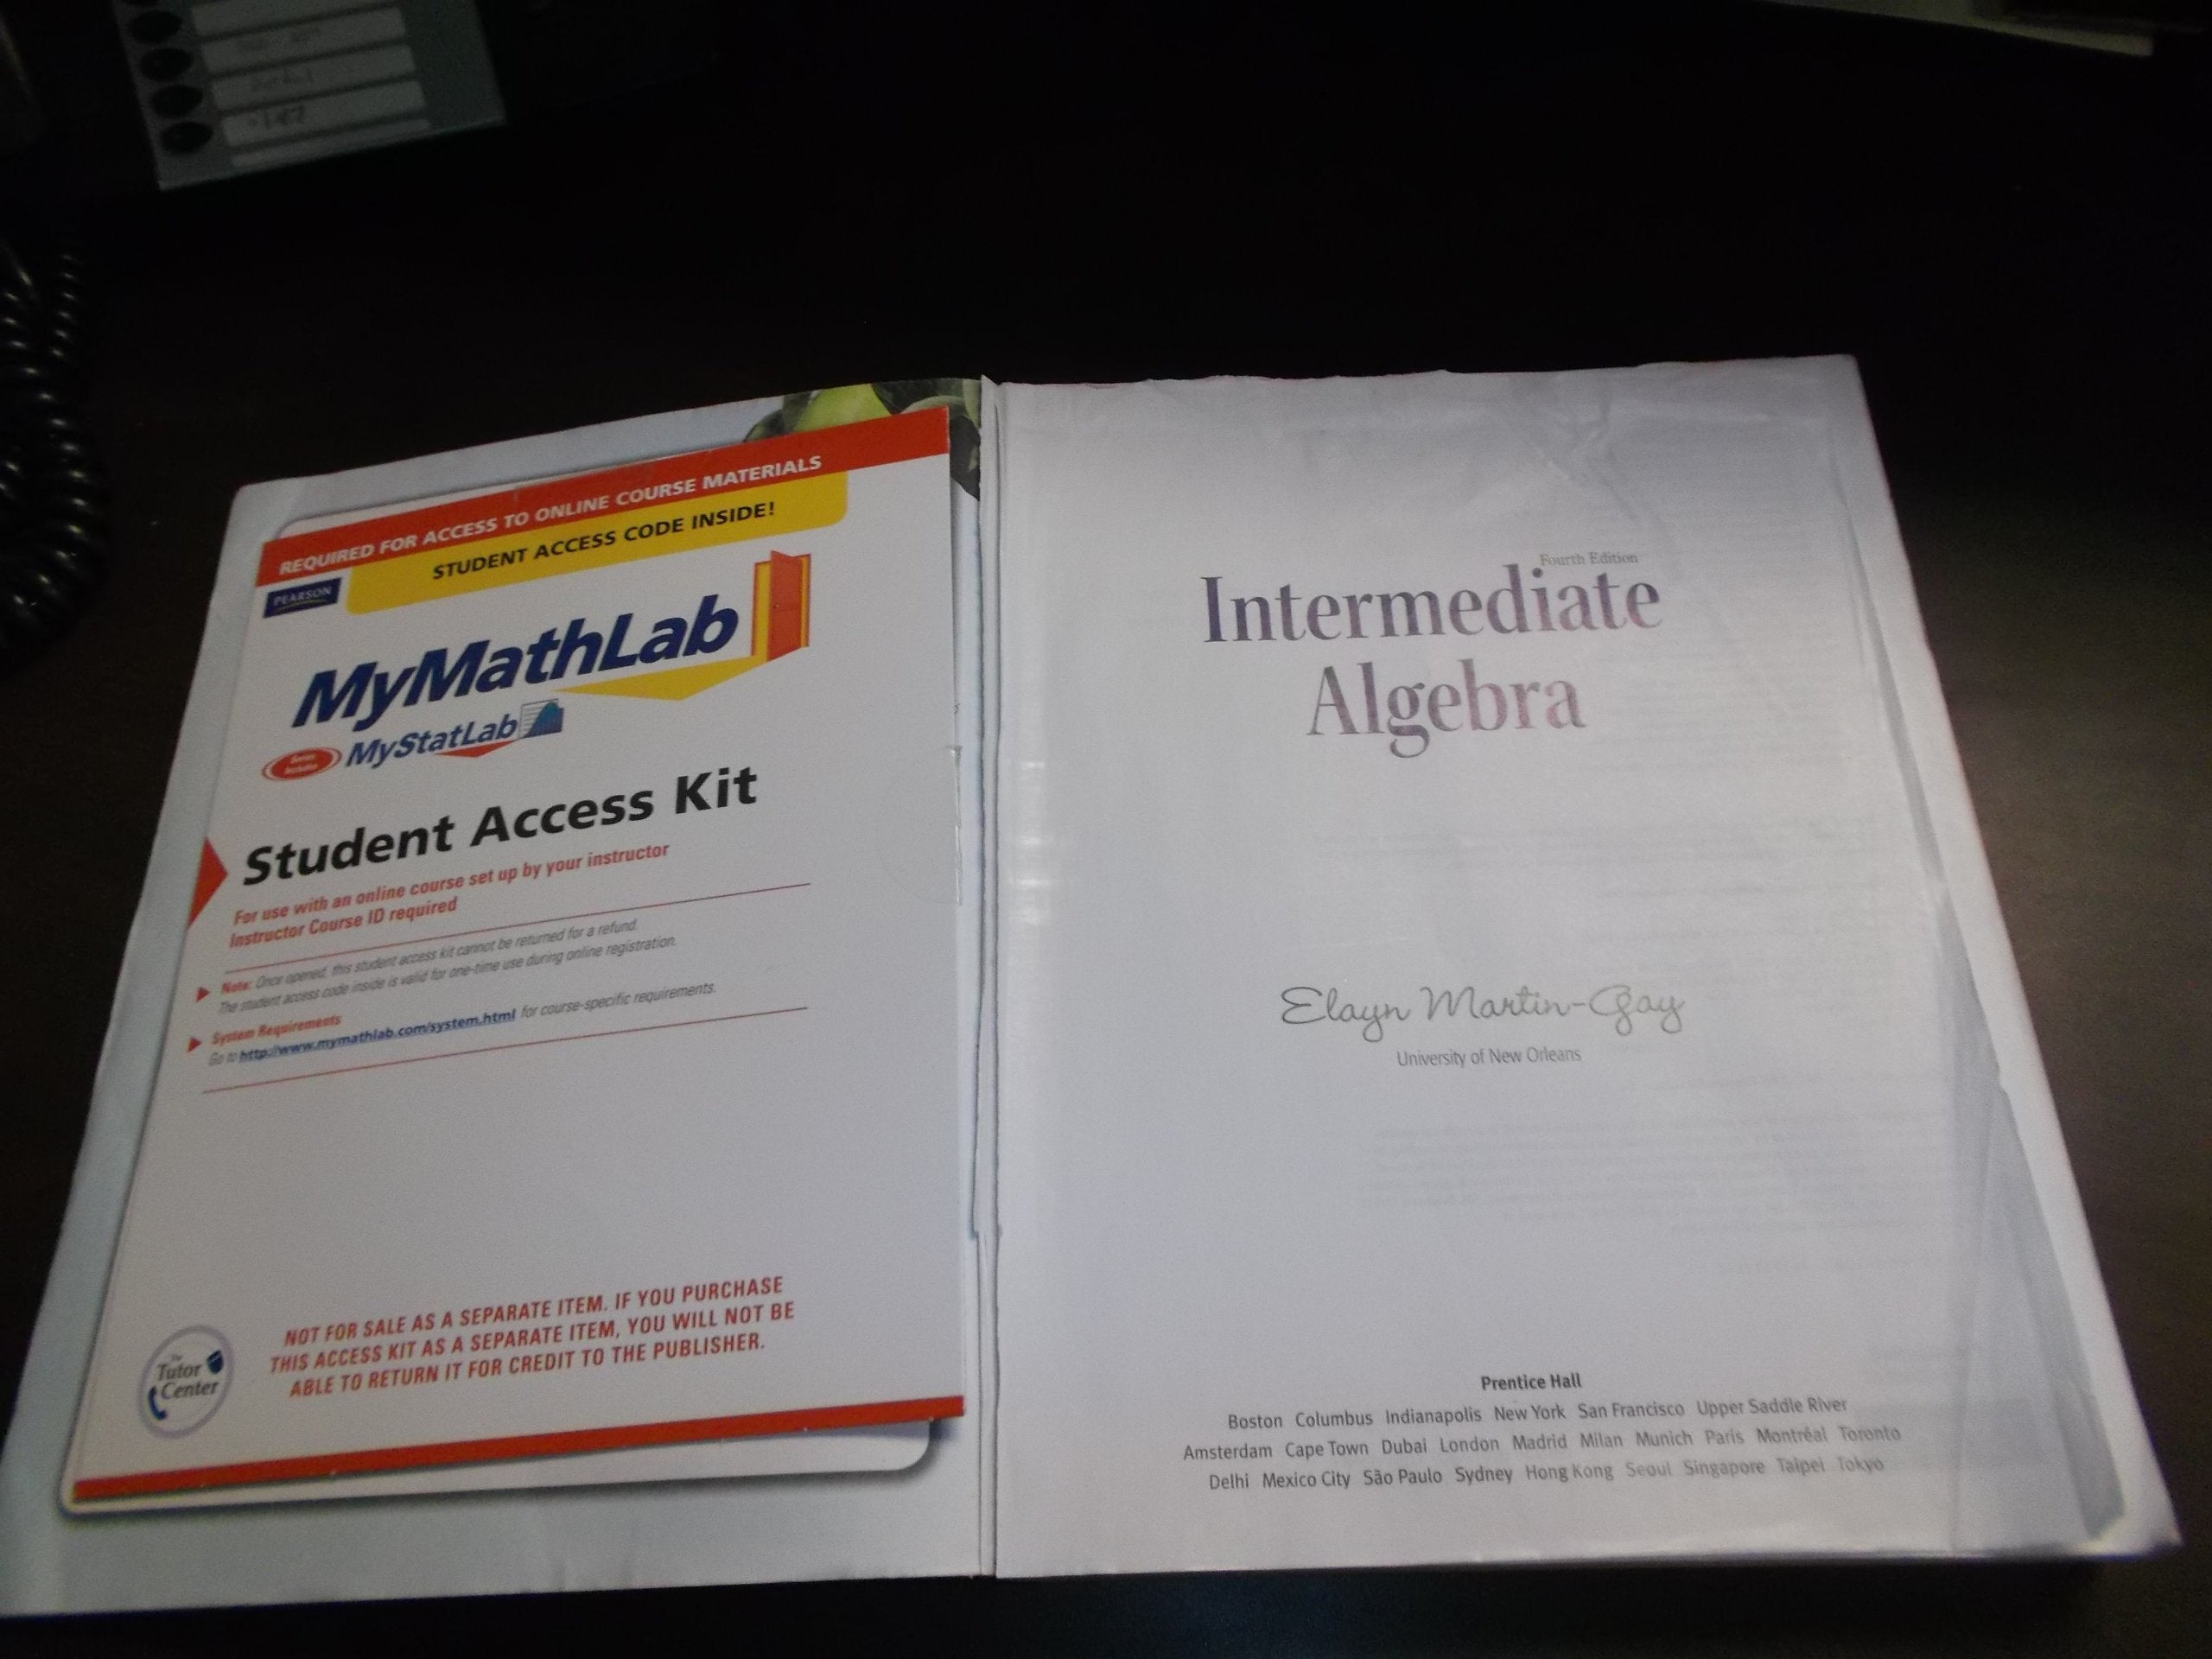 REQUIRED FOR ACCESS TO ONLINE COURSE MATERIALS
STUDENT ACCESS CODE INSIDE!
PEARSON
MyMathLab
MyStatLab
Student Access Kit
For use with an online course set up by your instructor
Instructor Course ID required
Note: Once opened, this student access kit cannot be returned for a refund.
The student access code inside is valid for one-time use during online registration.
System Requirements
Go to http://www.mymathlab.com/system.html for course-specific requirements.
NOT FOR SALE AS A SEPARATE ITEM. IF YOU PURCHASE
THIS ACCESS KIT AS A SEPARATE ITEM, YOU WILL NOT BE
ABLE TO RETURN IT FOR CREDIT TO THE PUBLISHER.
The
Tutor
Center
Fourth Edition
Intermediate
Algebra
Elayn Martin-Gay
University of New Orleans
Prentice Hall
Boston Columbus Indianapolis New York San Francisco Upper Saddle River
Amsterdam Cape Town Dubai London Madrid Milan Munich Paris Montréal Toronto
Delhi Mexico City São Paulo Sydney Hong Kong Seoul Singapore Taipei Tokyo